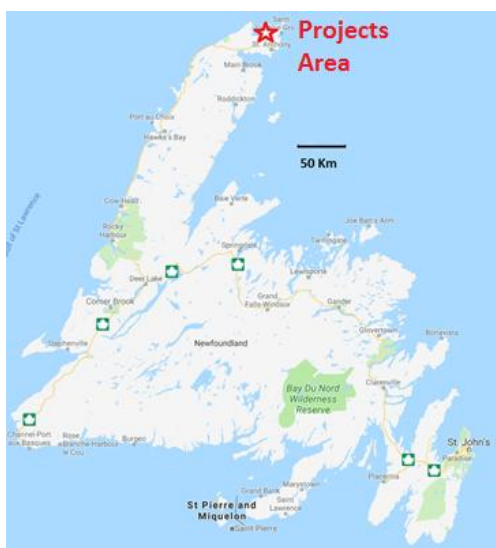 Saint
Projects
St. Anthony
Area
Main Brook
Roddickton
Port au Choix
Hawke's Bay
50 Km
Cow Head
Baie Verte
Rocky
Harbour
Joe Batt's Arm
Twillingate
Springdale
Lewisporte
Deer Lake
Corner Brook
Grand
Falls-Windsor
Gander
Stephenville
Newfoundland
Glovertown
Bonavista
Bay Du Nord
Wilderness
Reserve
Clarenville
Channel-Port
aux Basques
Rose
Blanche-Harbour
le Cou
Burgeo
St. John's
Paradise
Placentia
Marystown
Grand Bank
Saint
Lawrence
St Pierre and
Miquelon
Saint Pierre
of St Lawrence